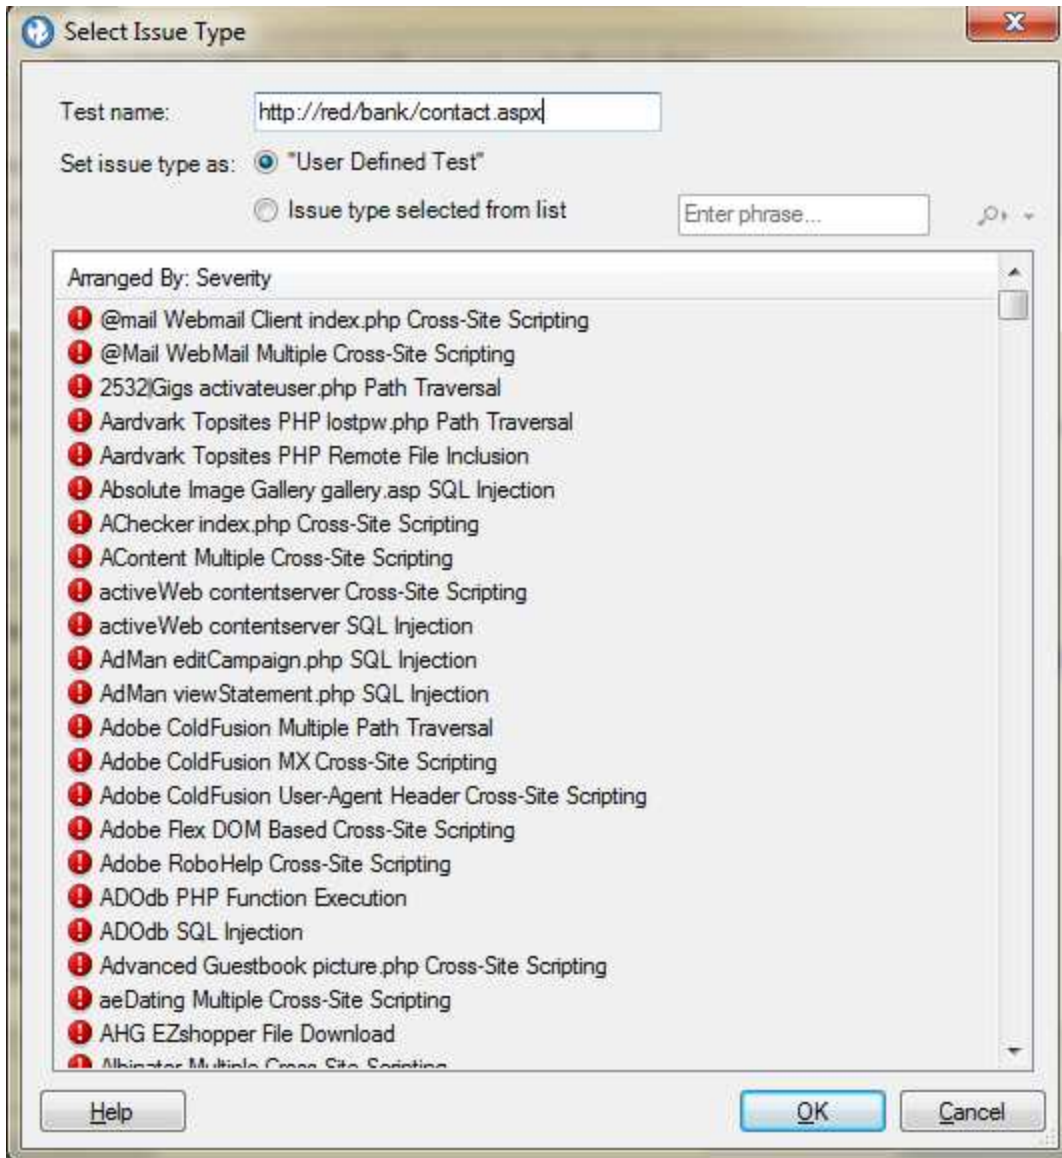 Select Issue Type
Test name: http://red/bank/contact.aspx
Set issue type as: "User Defined Test"
Issue type selected from list Enter phrase...
Arranged By: Severity
@mail Webmail Client index.php Cross-Site Scripting
@Mail WebMail Multiple Cross-Site Scripting
2532|Gigs activateuser.php Path Traversal
Aardvark Topsites PHP lostpw.php Path Traversal
Aardvark Topsites PHP Remote File Inclusion
Absolute Image Gallery gallery.asp SQL Injection
AChecker index.php Cross-Site Scripting
AContent Multiple Cross-Site Scripting
activeWeb contentserver Cross-Site Scripting
activeWeb contentserver SQL Injection
AdMan editCampaign.php SQL Injection
AdMan viewStatement.php SQL Injection
Adobe ColdFusion Multiple Path Traversal
Adobe ColdFusion MX Cross-Site Scripting
Adobe ColdFusion User-Agent Header Cross-Site Scripting
Adobe Flex DOM Based Cross-Site Scripting
Adobe RoboHelp Cross-Site Scripting
ADOdb PHP Function Execution
ADOdb SQL Injection
Advanced Guestbook picture.php Cross-Site Scripting
aeDating Multiple Cross-Site Scripting
AHG EZshopper File Download
Albinator Multiple Cross-Site Scripting
Help OK Cancel